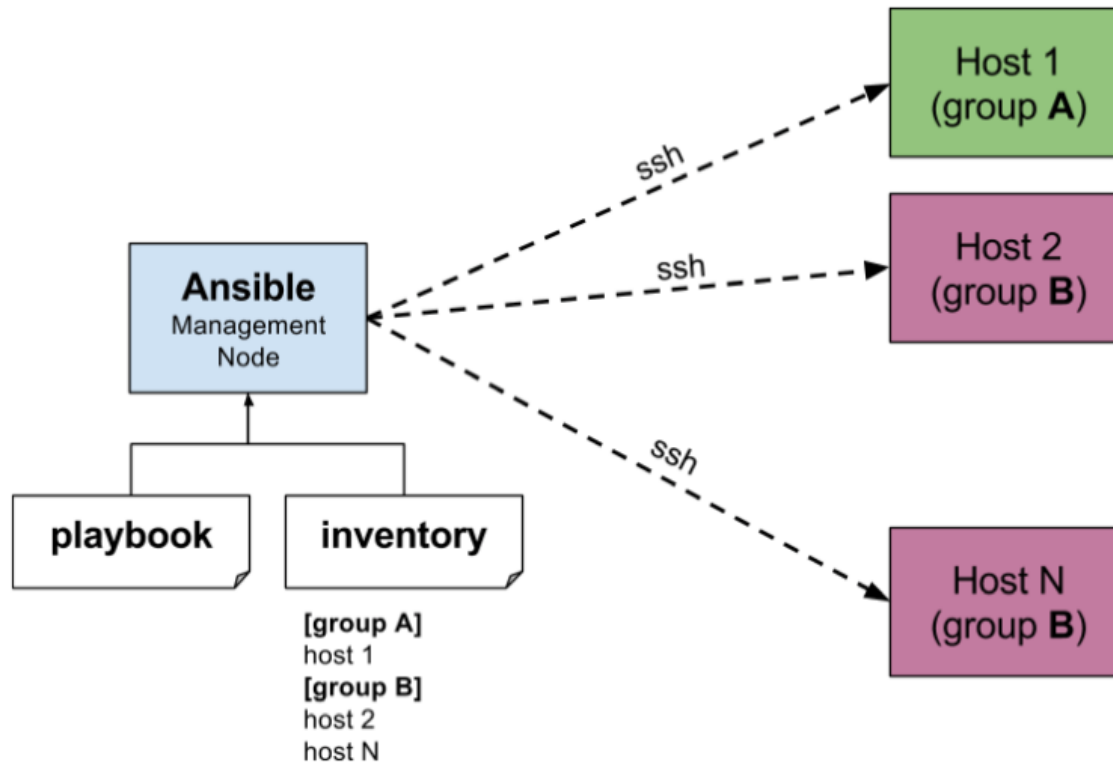 Host 1
(group A)
ssh
Host 2
(group B)
ssh
Ansible
Management
Node
ssh
playbook
inventory
Host N
(group B)
[group A]
host 1
[group B]
host 2
host N